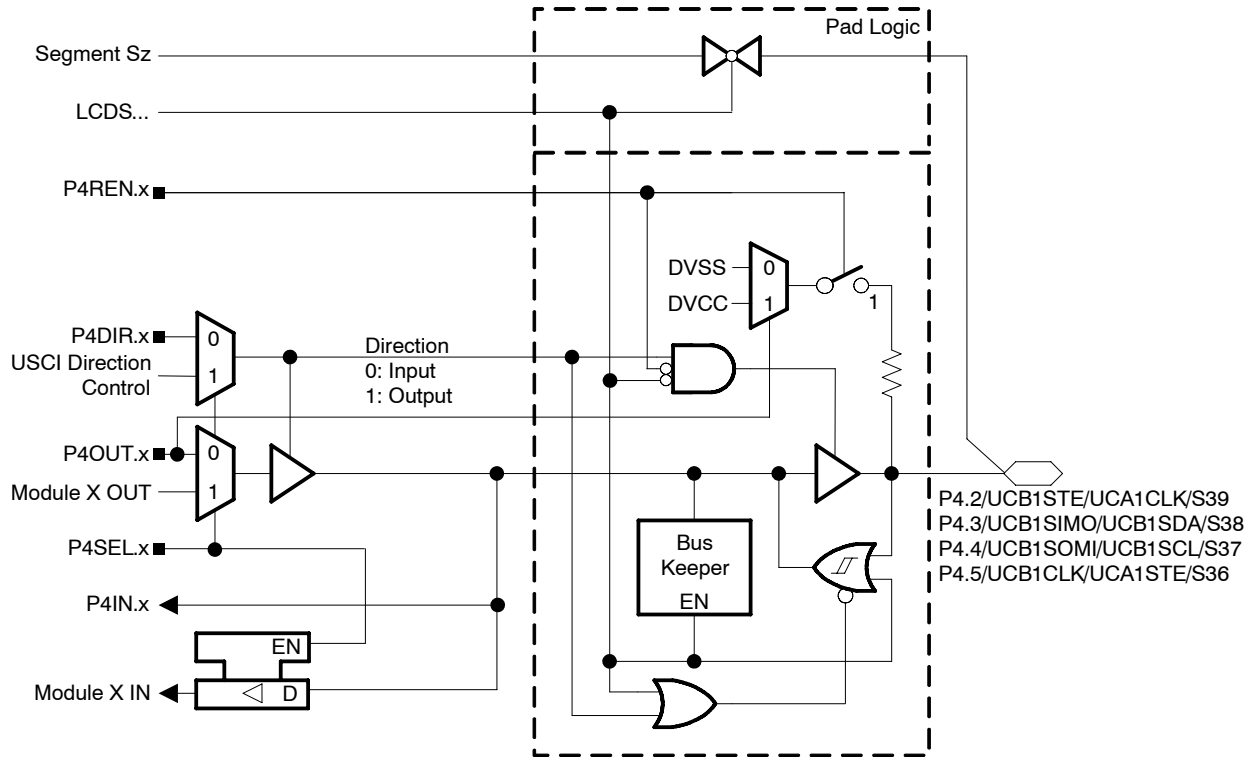 Pad Logic
Segment Sz
LCDS...
P4REN.x
DVSS
0
DVCC
1
1
P4DIR.x
0
USCI Direction
Control
1
Direction
0: Input
1: Output
P4OUT.x
0
Module X OUT
1
P4.2/UCB1STE/UCA1CLK/S39
P4.3/UCB1SIMO/UCB1SDA/S38
P4.4/UCB1SOMI/UCB1SCL/S37
P4.5/UCB1CLK/UCA1STE/S36
P4SEL.x
Bus
Keeper
EN
P4IN.x
EN
Module X IN
D